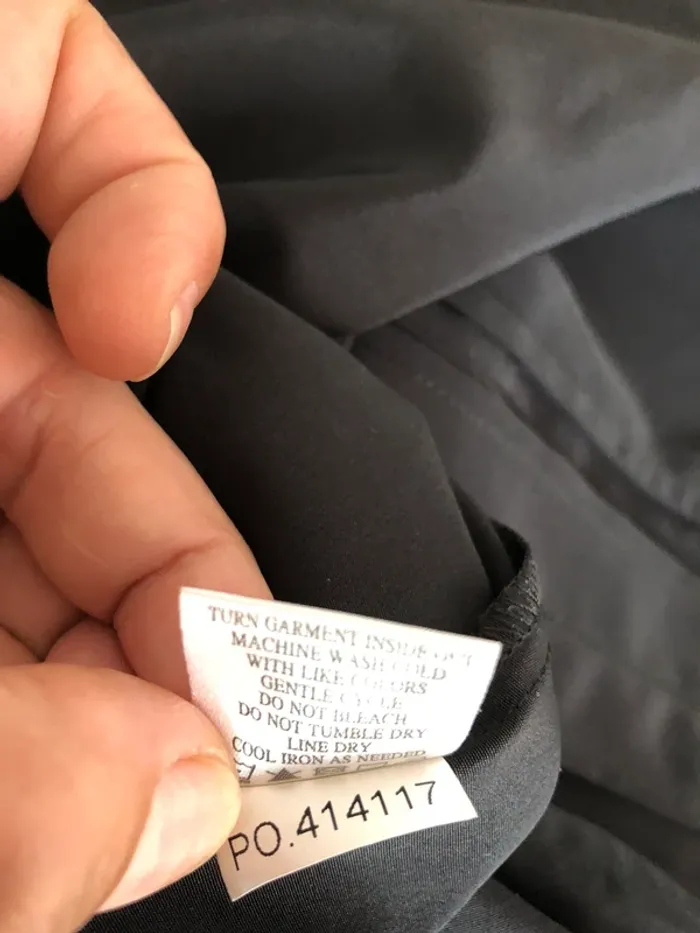 TURN GARMENT INSIDE OUT
MACHINE WASH COLD
WITH LIKE COLORS
GENTLE CYCLE
DO NOT BLEACH
DO NOT TUMBLE DRY
LINE DRY
COOL IRON AS NEEDED
PO.414117